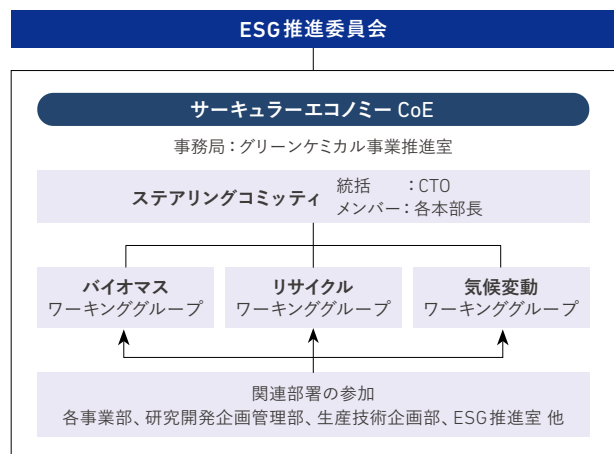 ESG推進委員会
サーキュラーエコノミー CoE
事務局：グリーンケミカル事業推進室
ステアリングコミッティ
統括　　：CTO
メンバー：各本部長
バイオマス
ワーキンググループ
リサイクル
ワーキンググループ
気候変動
ワーキンググループ
関連部署の参加
各事業部、研究開発企画管理部、生産技術企画部、ESG推進室 他